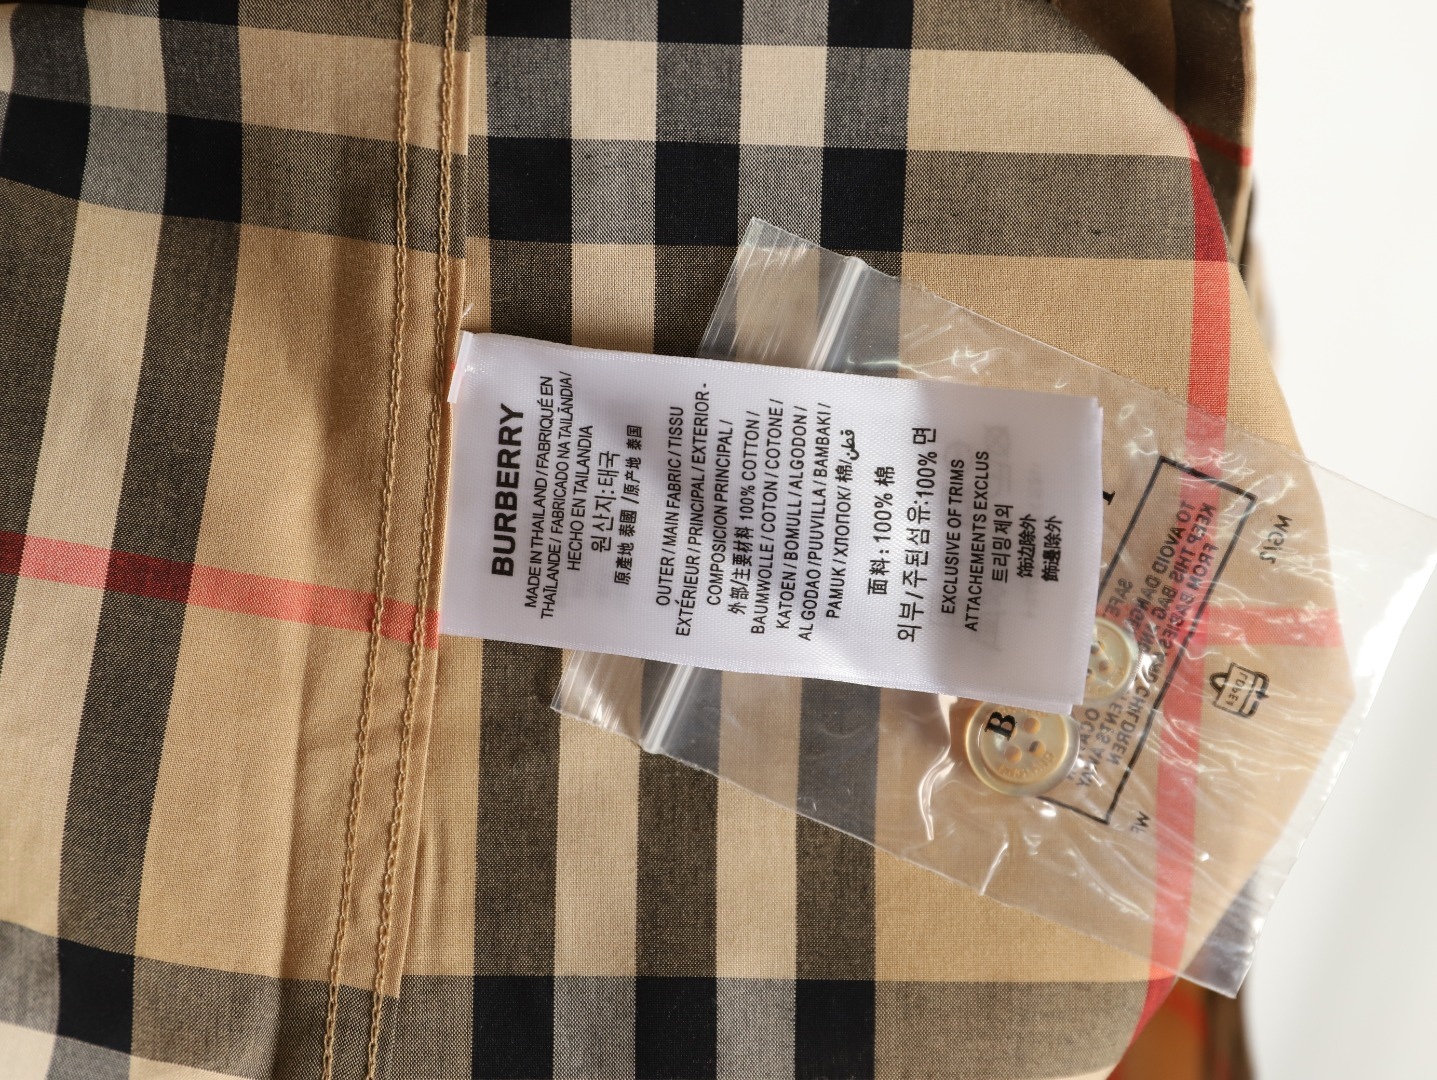 BURBERRY
MADE IN THAILAND / FABRIQUÉ EN
THAÏLANDE / FABRICADO NA TAILÂNDIA /
HECHO EN TAILANDIA
원산지: 태국
原產地 泰國 / 原产地 泰国
OUTER / MAIN FABRIC / TISSU
EXTÉRIEUR / PRINCIPAL / EXTERIOR -
COMPOSICION PRINCIPAL /
外部/主要材料 100% COTTON /
BAUMWOLLE / COTON / COTONE /
KATOEN / BOMULL / ALGODON /
ALGODAO / PUUVILLA / BAMBAKI /
PAMUK / ХЛОПОК / 棉/قطن
面料: 100% 棉
외부/주된섬유:100% 면
EXCLUSIVE OF TRIMS
ATTACHEMENTS EXCLUS
트리밍제외
饰边除外
飾邊除外
B
TO AVOID DANGER
KEEP THIS BAG AWAY
FROM BABIES AND CHILDREN